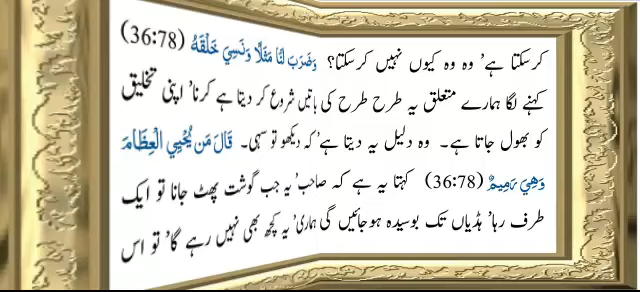 کرسکتا ہے' وہ وہ کیوں نہیں کرسکتا؟ وَضَرَبَ لَنَا مَثَلًا وَنَسِيَ خَلْقَهُ (36:78)
کہنے لگا ہمارے متعلق یہ طرح طرح کی باتیں شروع کر دیتا ہے کرنا' اپنی تخلیق
کو بھول جاتا ہے۔ وہ دلیل یہ دیتا ہے' کہ دیکھو تو سہی۔ قَالَ مَن يُحْيِي الْعِظَامَ
وَهِيَ رَمِيمٌ (36:78) کہتا یہ ہے کہ صاحب' یہ جب گوشت پھٹ جانا تو ایک
طرف رہا' ہڈیاں تک بوسیدہ ہوجائیں گی ہماری' یہ کچھ بھی نہیں رہے گا' تو اس